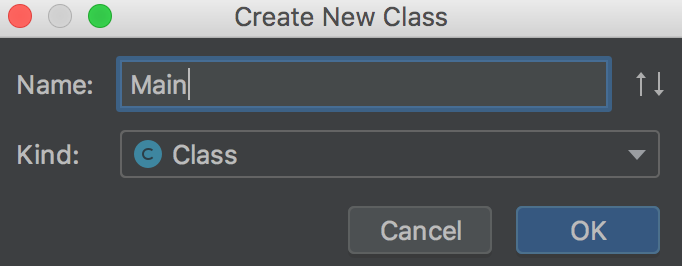 Create New Class
Name: Main
Kind: C Class
Cancel OK